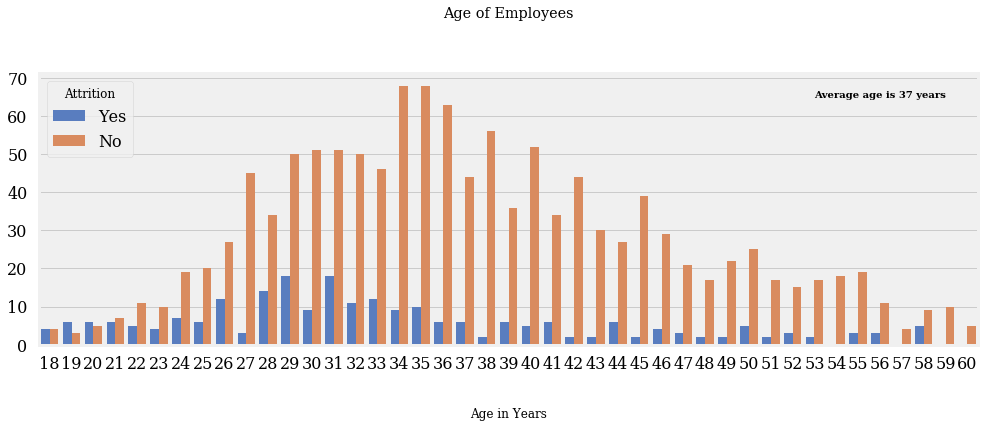 Age of Employees
70
60
50
40
30
20
10
0
Attrition
Yes
No
Average age is 37 years
18 19 20 21 22 23 24 25 26 27 28 29 30 31 32 33 34 35 36 37 38 39 40 41 42 43 44 45 46 47 48 49 50 51 52 53 54 55 56 57 58 59 60
Age in Years